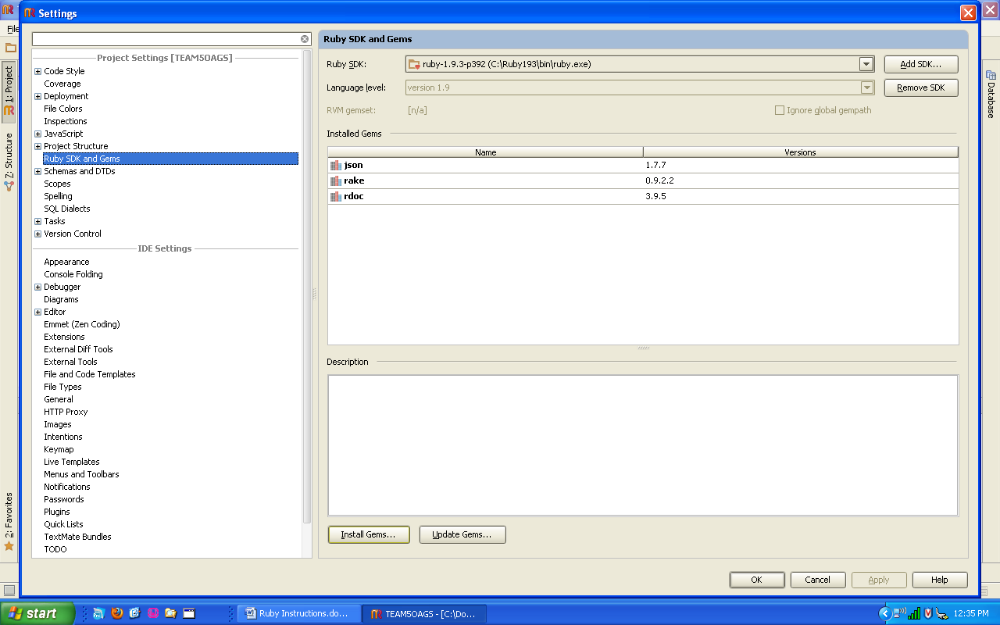 Settings
File
1: Project
Z: Structure
2: Favorites
Project Settings [TEAM5OAGS]
Code Style
Coverage
Deployment
File Colors
Inspections
JavaScript
Project Structure
Ruby SDK and Gems
Schemas and DTDs
Scopes
Spelling
SQL Dialects
Tasks
Version Control
IDE Settings
Appearance
Console Folding
Debugger
Diagrams
Editor
Emmet (Zen Coding)
Extensions
External Diff Tools
External Tools
File and Code Templates
File Types
General
HTTP Proxy
Images
Intentions
Keymap
Live Templates
Menus and Toolbars
Notifications
Passwords
Plugins
Quick Lists
TextMate Bundles
TODO
Ruby SDK and Gems
Ruby SDK: ruby-1.9.3-p392 (C:\Ruby193\bin\ruby.exe) Add SDK...
Language level: version 1.9 Remove SDK
RVM gemset: [n/a] Ignore global gempath
Installed Gems
Name Versions
json 1.7.7
rake 0.9.2.2
rdoc 3.9.5
Description
Install Gems... Update Gems...
OK Cancel Apply Help
Database
start Ruby Instructions.do... TEAM5OAGS - [C:\Do... 12:35 PM